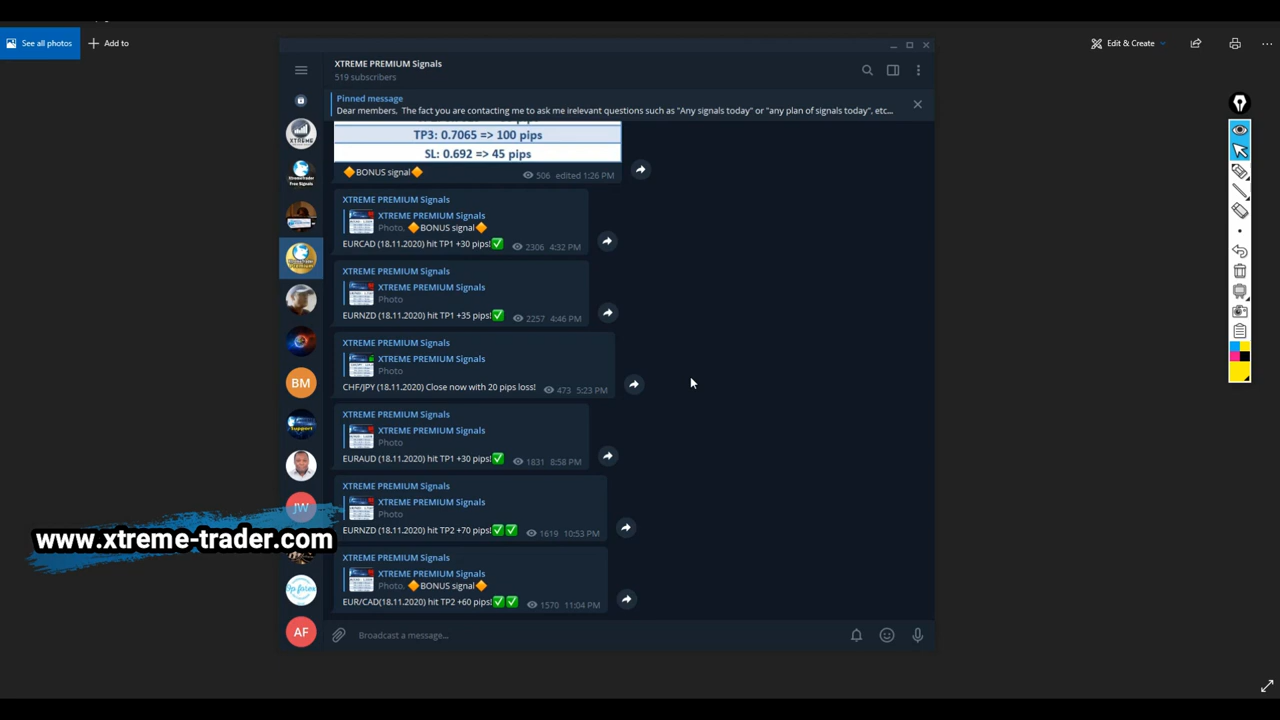 See all photos
Add to
Edit & Create
XTREME PREMIUM Signals
519 subscribers
Pinned message
Dear members, The fact you are contacting me to ask me irelevant questions such as "Any signals today" or "any plan of signals today", etc...
TP3: 0.7065 => 100 pips
SL: 0.692 => 45 pips
🔶BONUS signal🔶 506 edited 1:26 PM
XTREME PREMIUM Signals
XTREME PREMIUM Signals
Photo, 🔶BONUS signal🔶
EURCAD (18.11.2020) hit TP1 +30 pips!✅ 2306 4:32 PM
XTREME PREMIUM Signals
XTREME PREMIUM Signals
Photo
EURNZD (18.11.2020) hit TP1 +35 pips!✅ 2257 4:46 PM
XTREME PREMIUM Signals
XTREME PREMIUM Signals
Photo
CHF/JPY (18.11.2020) Close now with 20 pips loss! 473 5:23 PM
XTREME PREMIUM Signals
XTREME PREMIUM Signals
Photo
EURAUD (18.11.2020) hit TP1 +30 pips!✅ 1831 8:58 PM
XTREME PREMIUM Signals
XTREME PREMIUM Signals
Photo
EURNZD (18.11.2020) hit TP2 +70 pips!✅✅ 1619 10:53 PM
XTREME PREMIUM Signals
XTREME PREMIUM Signals
Photo, 🔶BONUS signal🔶
EUR/CAD(18.11.2020) hit TP2 +60 pips!✅✅ 1570 11:04 PM
Broadcast a message...
XTREME
BM
Support
JW
AF
www.xtreme-trader.com